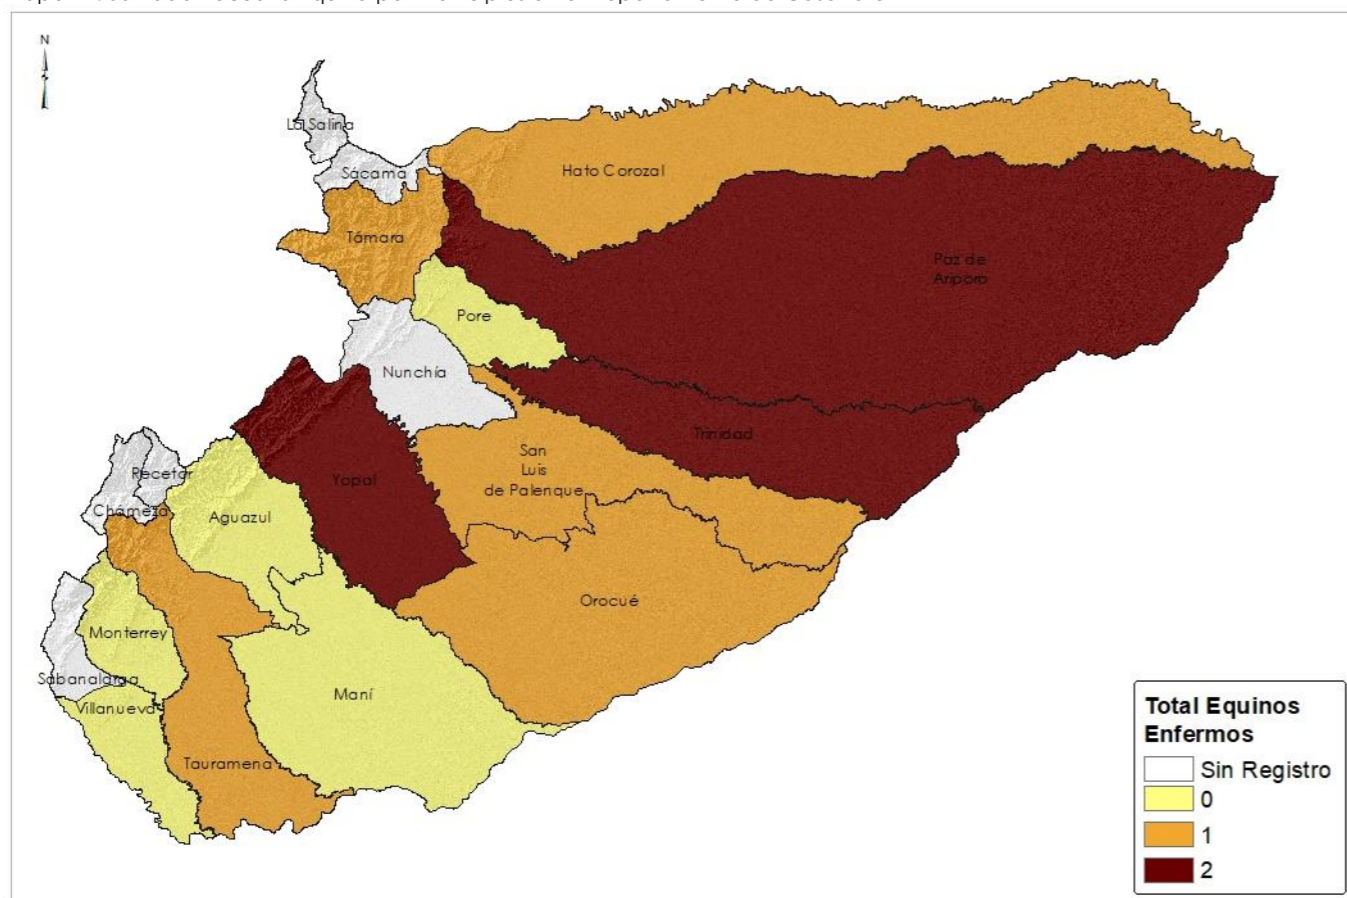 N
La Salina
Sácama
Hato Corozal
Támara
Paz de
Ariporo
Pore
Nunchía
Trinidad
San
Luis
de Palenque
Yopal
Recetor
Chámeza
Aguazul
Orocué
Monterrey
Sabanalarga
Maní
Villanueva
Tauramena
Total Equinos
Enfermos
Sin Registro
0
1
2